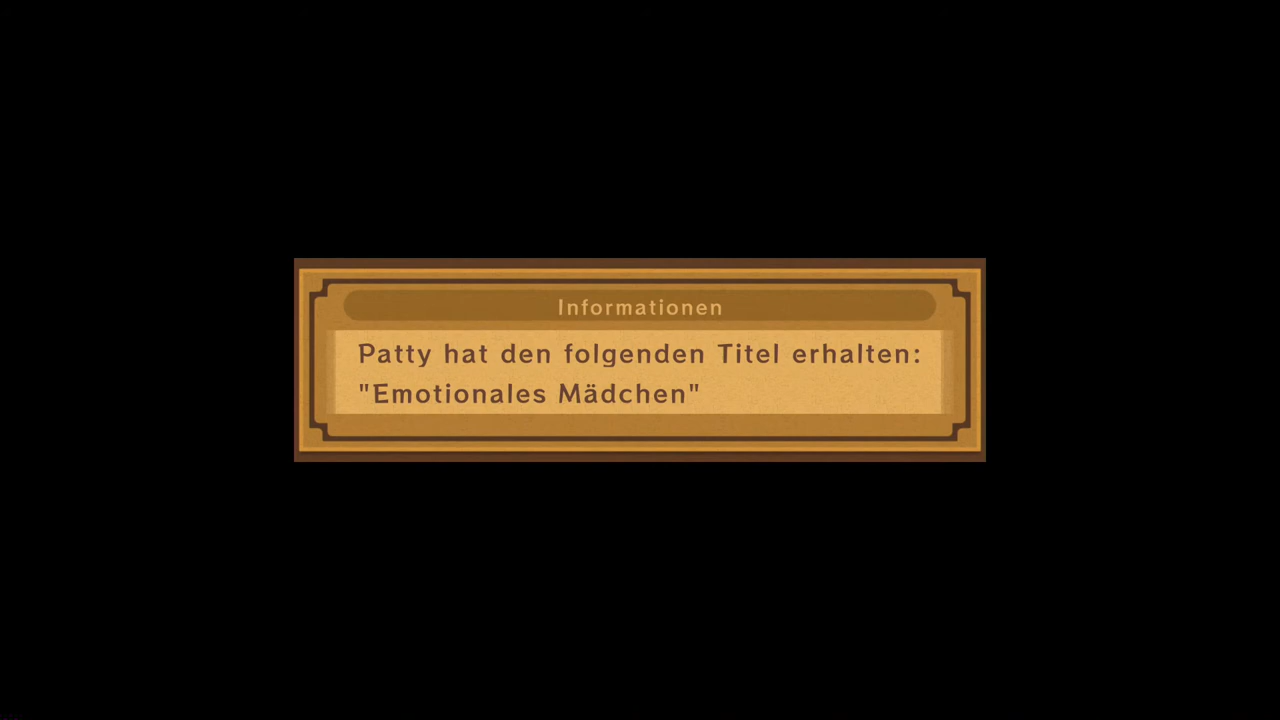 Informationen
Patty hat den folgenden Titel erhalten:
"Emotionales Mädchen"